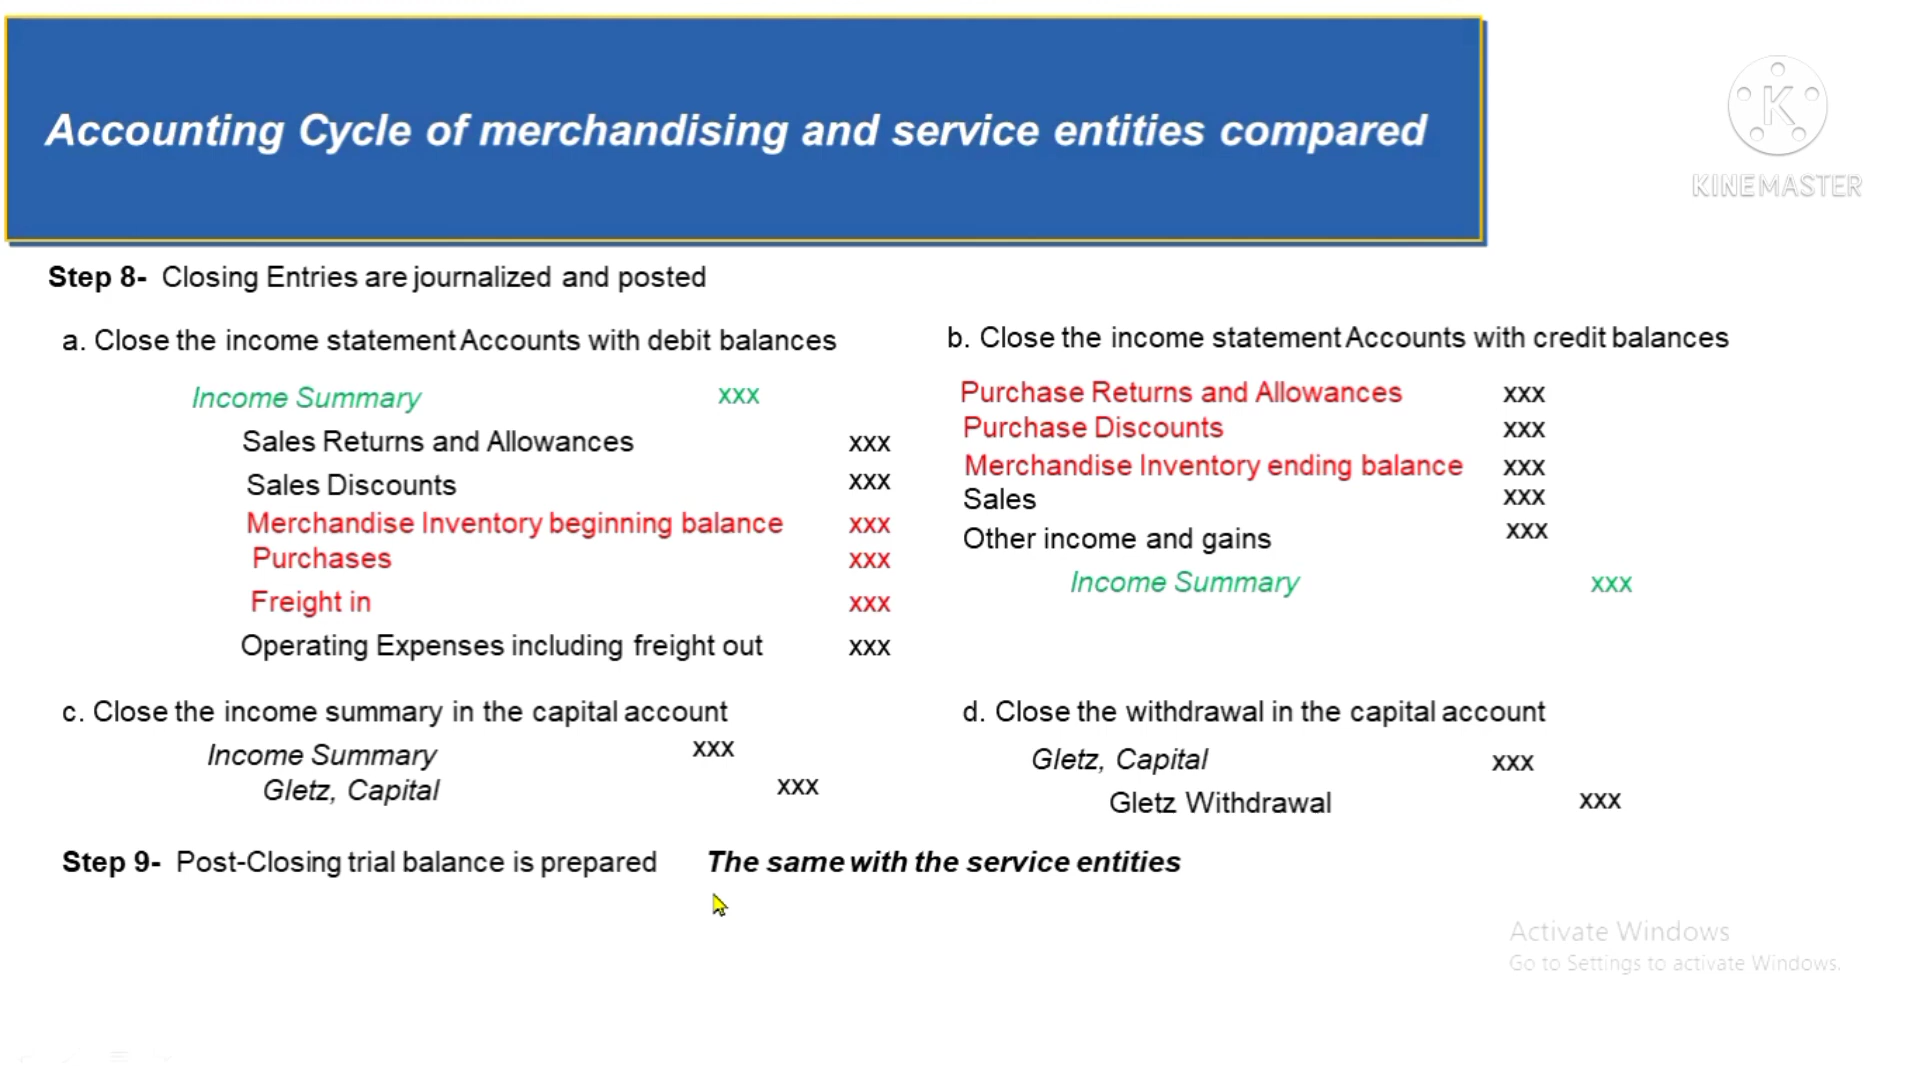 Accounting Cycle of merchandising and service entities compared
K
KINEMASTER
Step 8- Closing Entries are journalized and posted
a. Close the income statement Accounts with debit balances
Income Summary xxx
Sales Returns and Allowances xxx
Sales Discounts xxx
Merchandise Inventory beginning balance xxx
Purchases xxx
Freight in xxx
Operating Expenses including freight out xxx
b. Close the income statement Accounts with credit balances
Purchase Returns and Allowances xxx
Purchase Discounts xxx
Merchandise Inventory ending balance xxx
Sales xxx
Other income and gains xxx
Income Summary xxx
c. Close the income summary in the capital account
Income Summary xxx
Gletz, Capital xxx
d. Close the withdrawal in the capital account
Gletz, Capital xxx
Gletz Withdrawal xxx
Step 9- Post-Closing trial balance is prepared The same with the service entities
Activate Windows
Go to Settings to activate Windows.